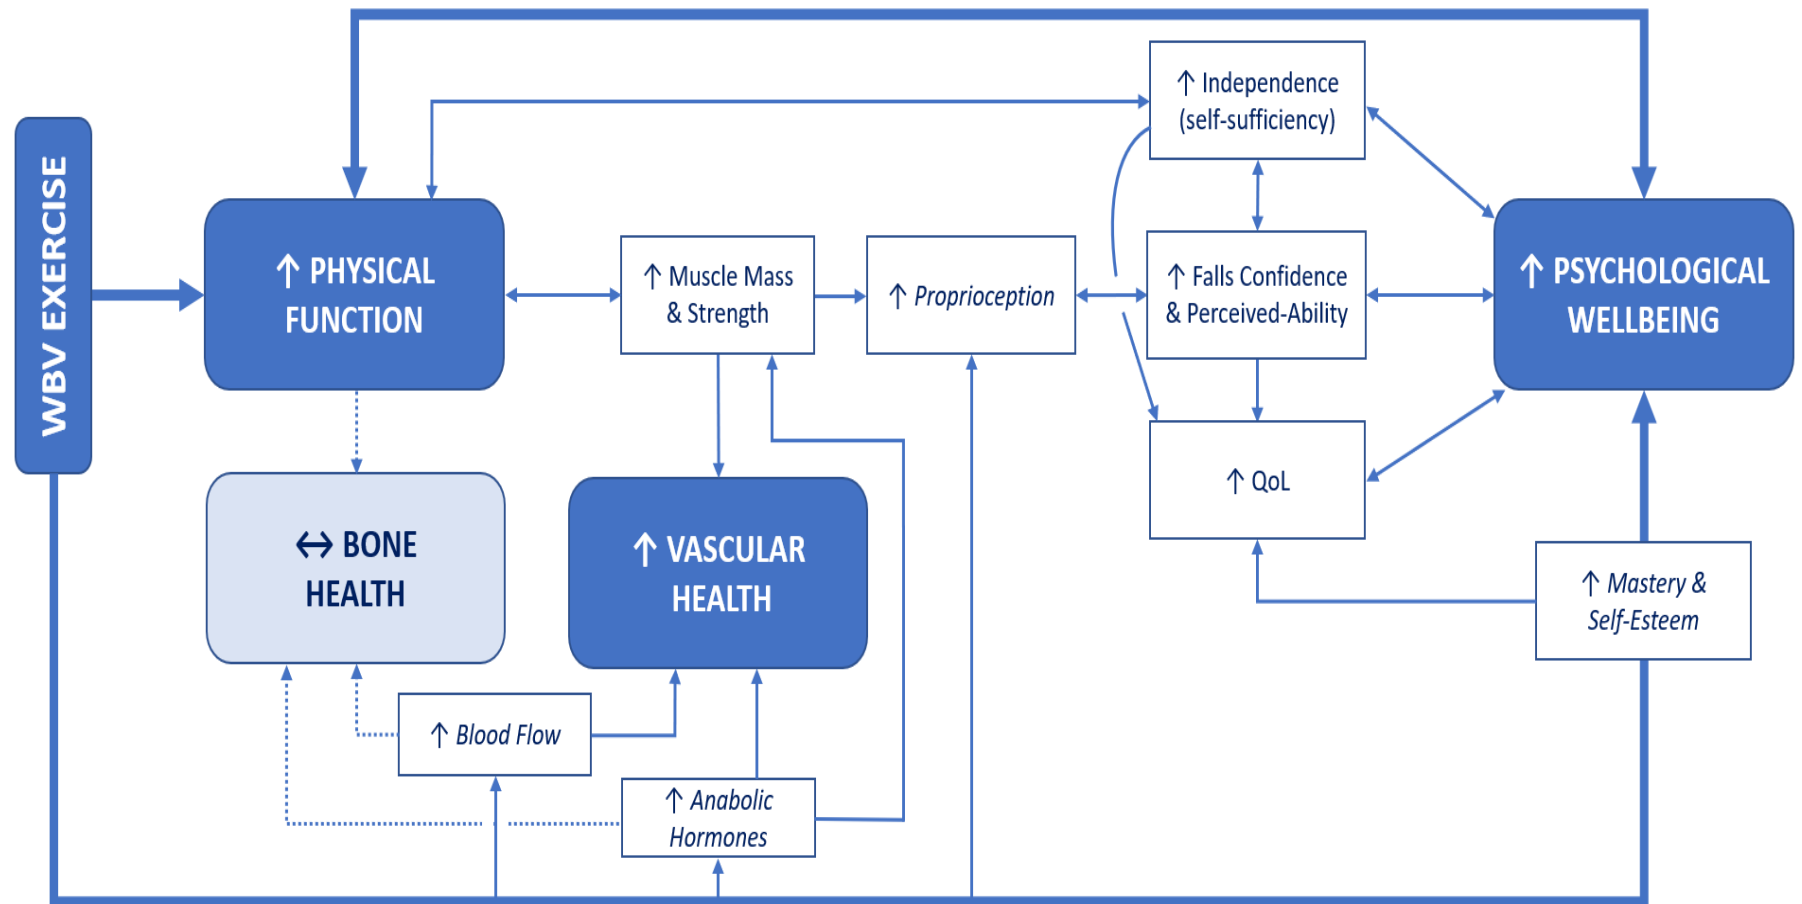 WBV EXERCISE
↑ PHYSICAL
FUNCTION
↑ Muscle Mass
& Strength
↑ Proprioception
↑ Independence
(self-sufficiency)
↑ Falls Confidence
& Perceived-Ability
↑ QoL
↑ PSYCHOLOGICAL
WELLBEING
↔ BONE
HEALTH
↑ VASCULAR
HEALTH
↑ Mastery &
Self-Esteem
↑ Blood Flow
↑ Anabolic
Hormones